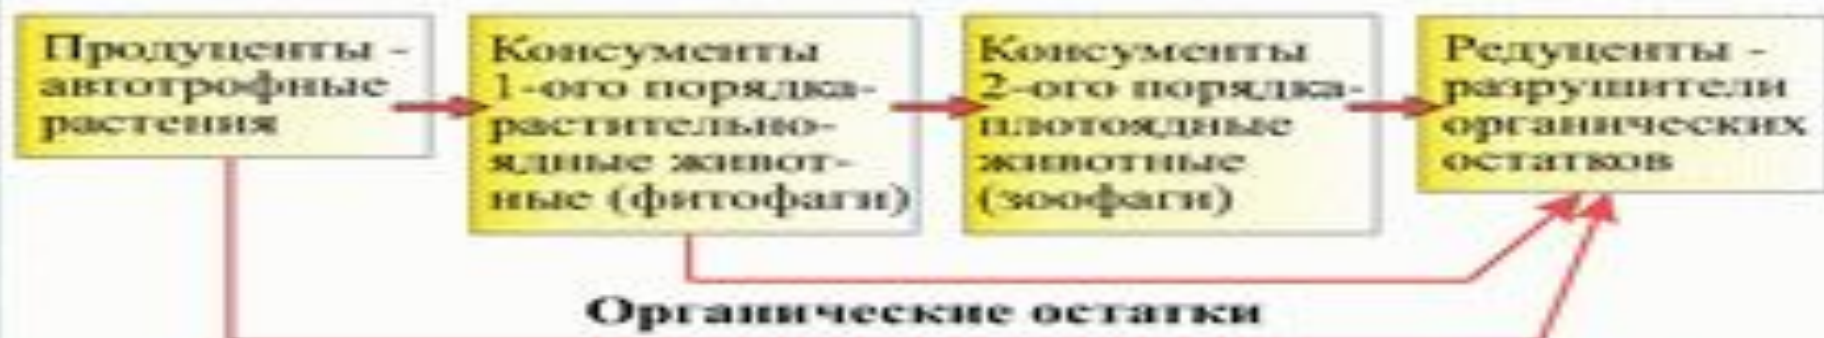 Продуценты -
автотрофные
растения
Консументы
1-ого порядка-
растительно-
ядные живот-
ные (фитофаги)
Консументы
2-ого порядка-
плотоядные
животные
(зоофаги)
Редуценты -
разрушители
органических
остатков
Органические остатки